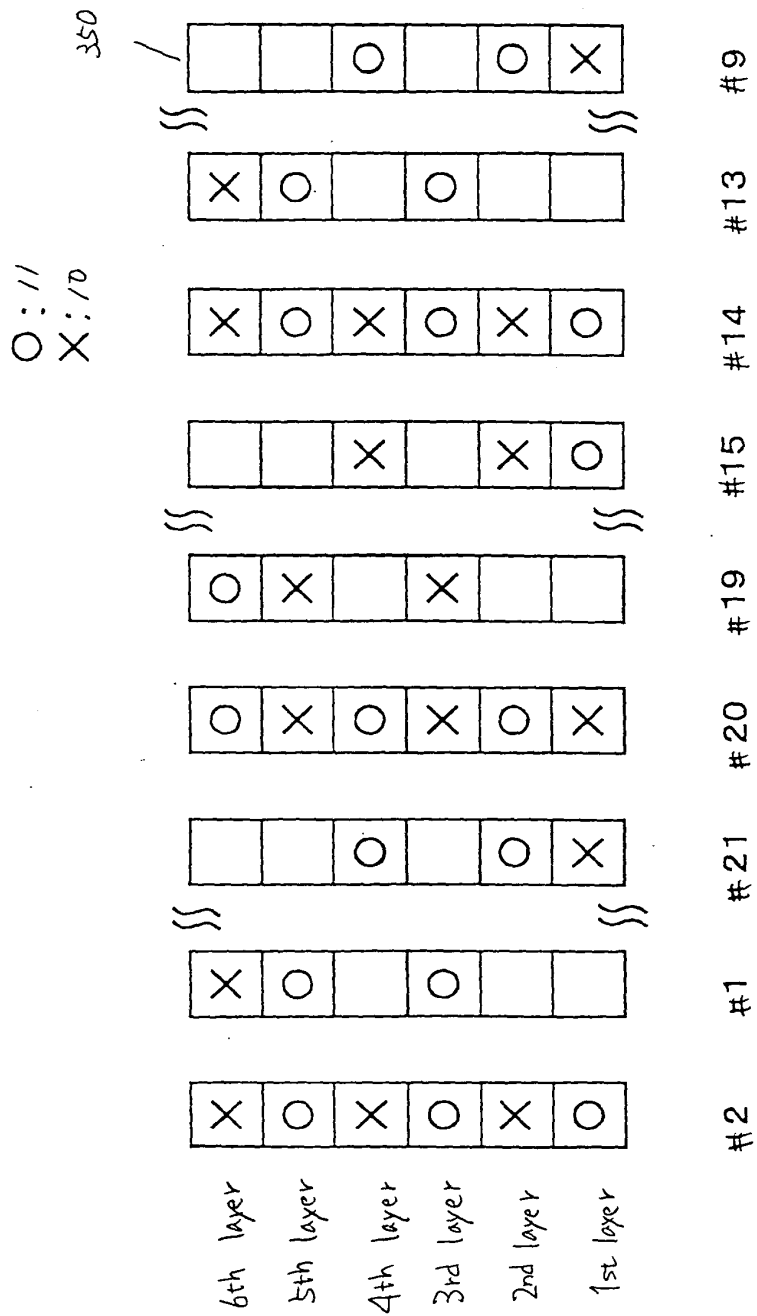 O : 11
X : 10
350
6th layer
5th layer
4th layer
3rd layer
2nd layer
1st layer
#2 #1 #21 #20 #19 #15 #14 #13 #9